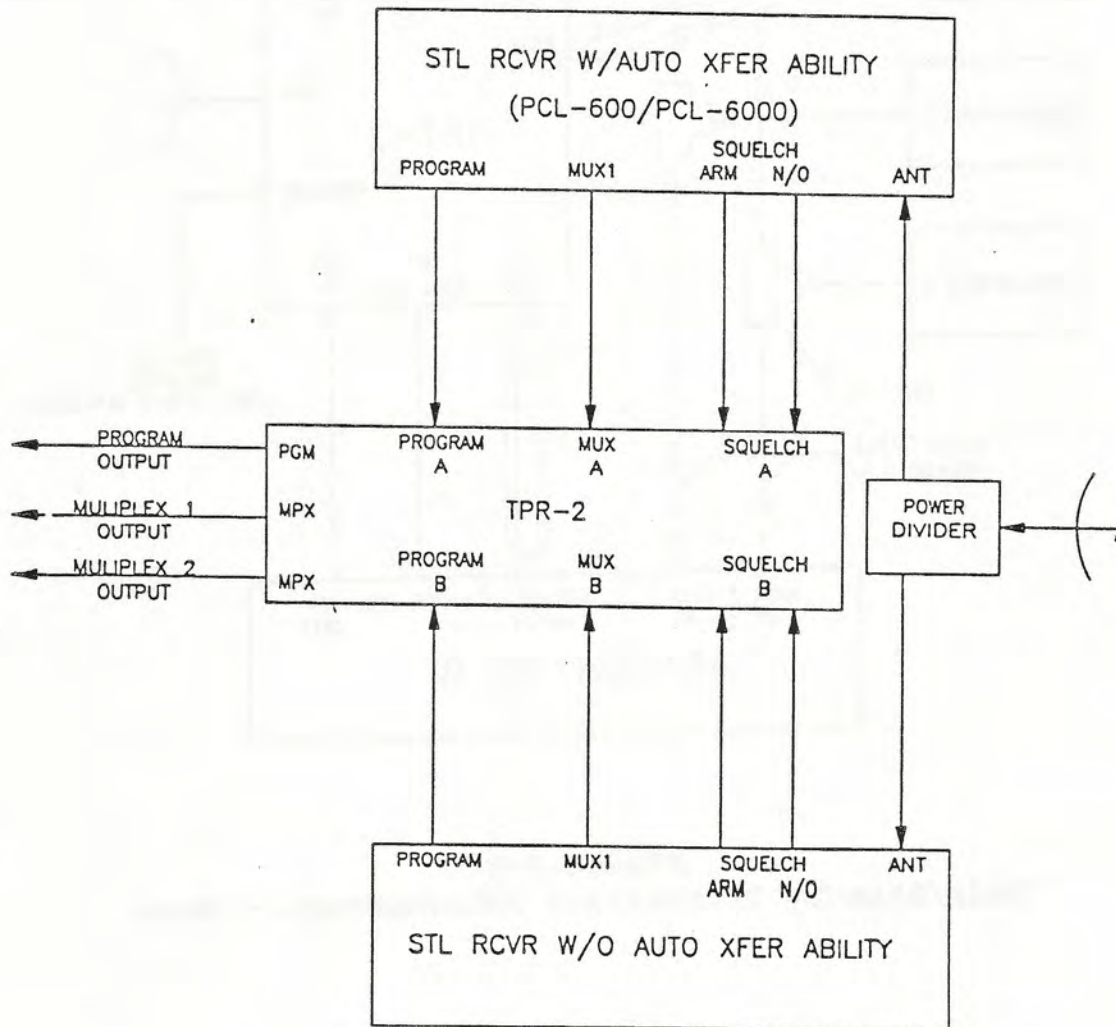 STL RCVR W/AUTO XFER ABILITY
(PCL-600/PCL-6000)
SQUELCH
PROGRAM MUX1 ARM N/O ANT
PROGRAM
OUTPUT
MULIPLEX 1
OUTPUT
MULIPLEX 2
OUTPUT
PGM
MPX
MPX
PROGRAM
A
MUX
A
SQUELCH
A
TPR-2
PROGRAM
B
MUX
B
SQUELCH
B
POWER
DIVIDER
PROGRAM MUX1 SQUELCH ANT
ARM N/O
STL RCVR W/O AUTO XFER ABILITY